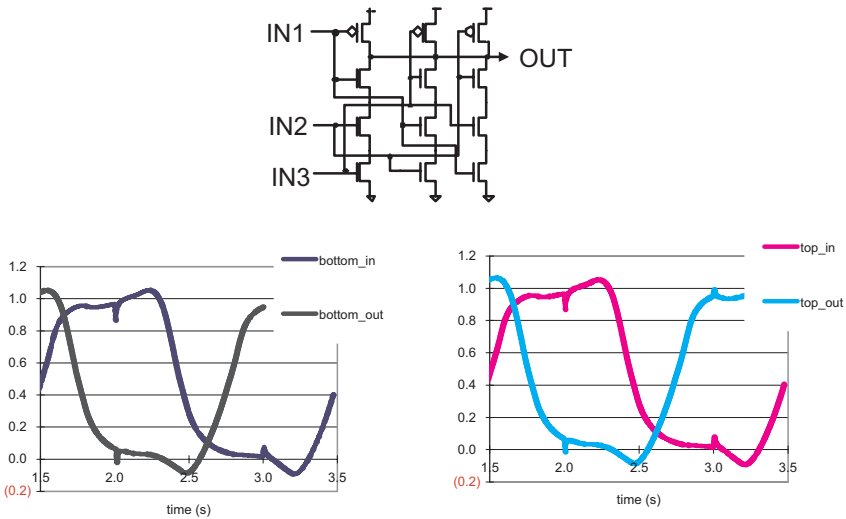 IN1
OUT
IN2
IN3
bottom_in
bottom_out
1.2
1.0
0.8
0.6
0.4
0.2
0.0
(0.2)
1.5 2.0 2.5 3.0 3.5
time (s)
top_in
top_out
1.2
1.0
0.8
0.6
0.4
0.2
0.0
(0.2)
1.5 2.0 2.5 3.0 3.5
time (s)